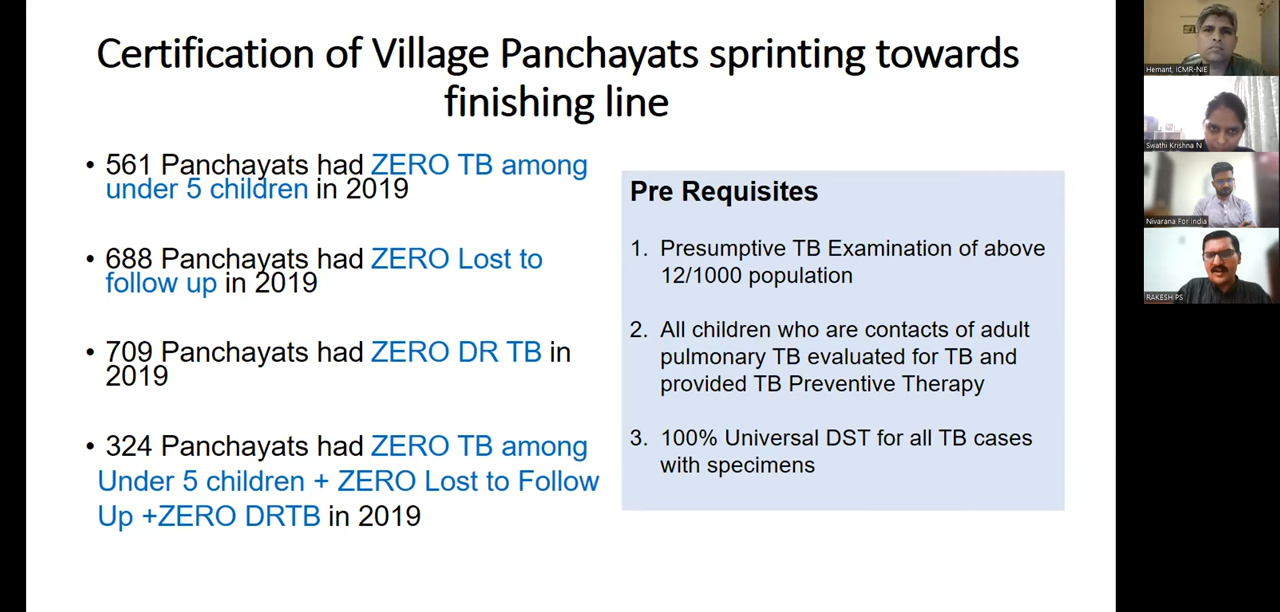 Certification of Village Panchayats sprinting towards
finishing line
• 561 Panchayats had ZERO TB among
under 5 children in 2019
• 688 Panchayats had ZERO Lost to
follow up in 2019
• 709 Panchayats had ZERO DR TB in
2019
• 324 Panchayats had ZERO TB among
Under 5 children + ZERO Lost to Follow
Up +ZERO DRTB in 2019
Pre Requisites
1. Presumptive TB Examination of above
12/1000 population
2. All children who are contacts of adult
pulmonary TB evaluated for TB and
provided TB Preventive Therapy
3. 100% Universal DST for all TB cases
with specimens
Hemant, ICMR-NIE
Swathi Krishna N
Nivarana For India
RAKESH PS